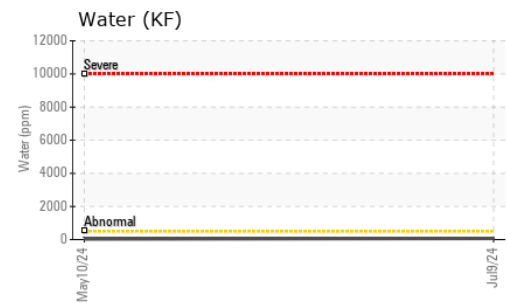 Water (KF)
12000
Severe
10000
8000
6000
4000
2000
Abnormal
0
Water (ppm)
May10/24
Jul9/24